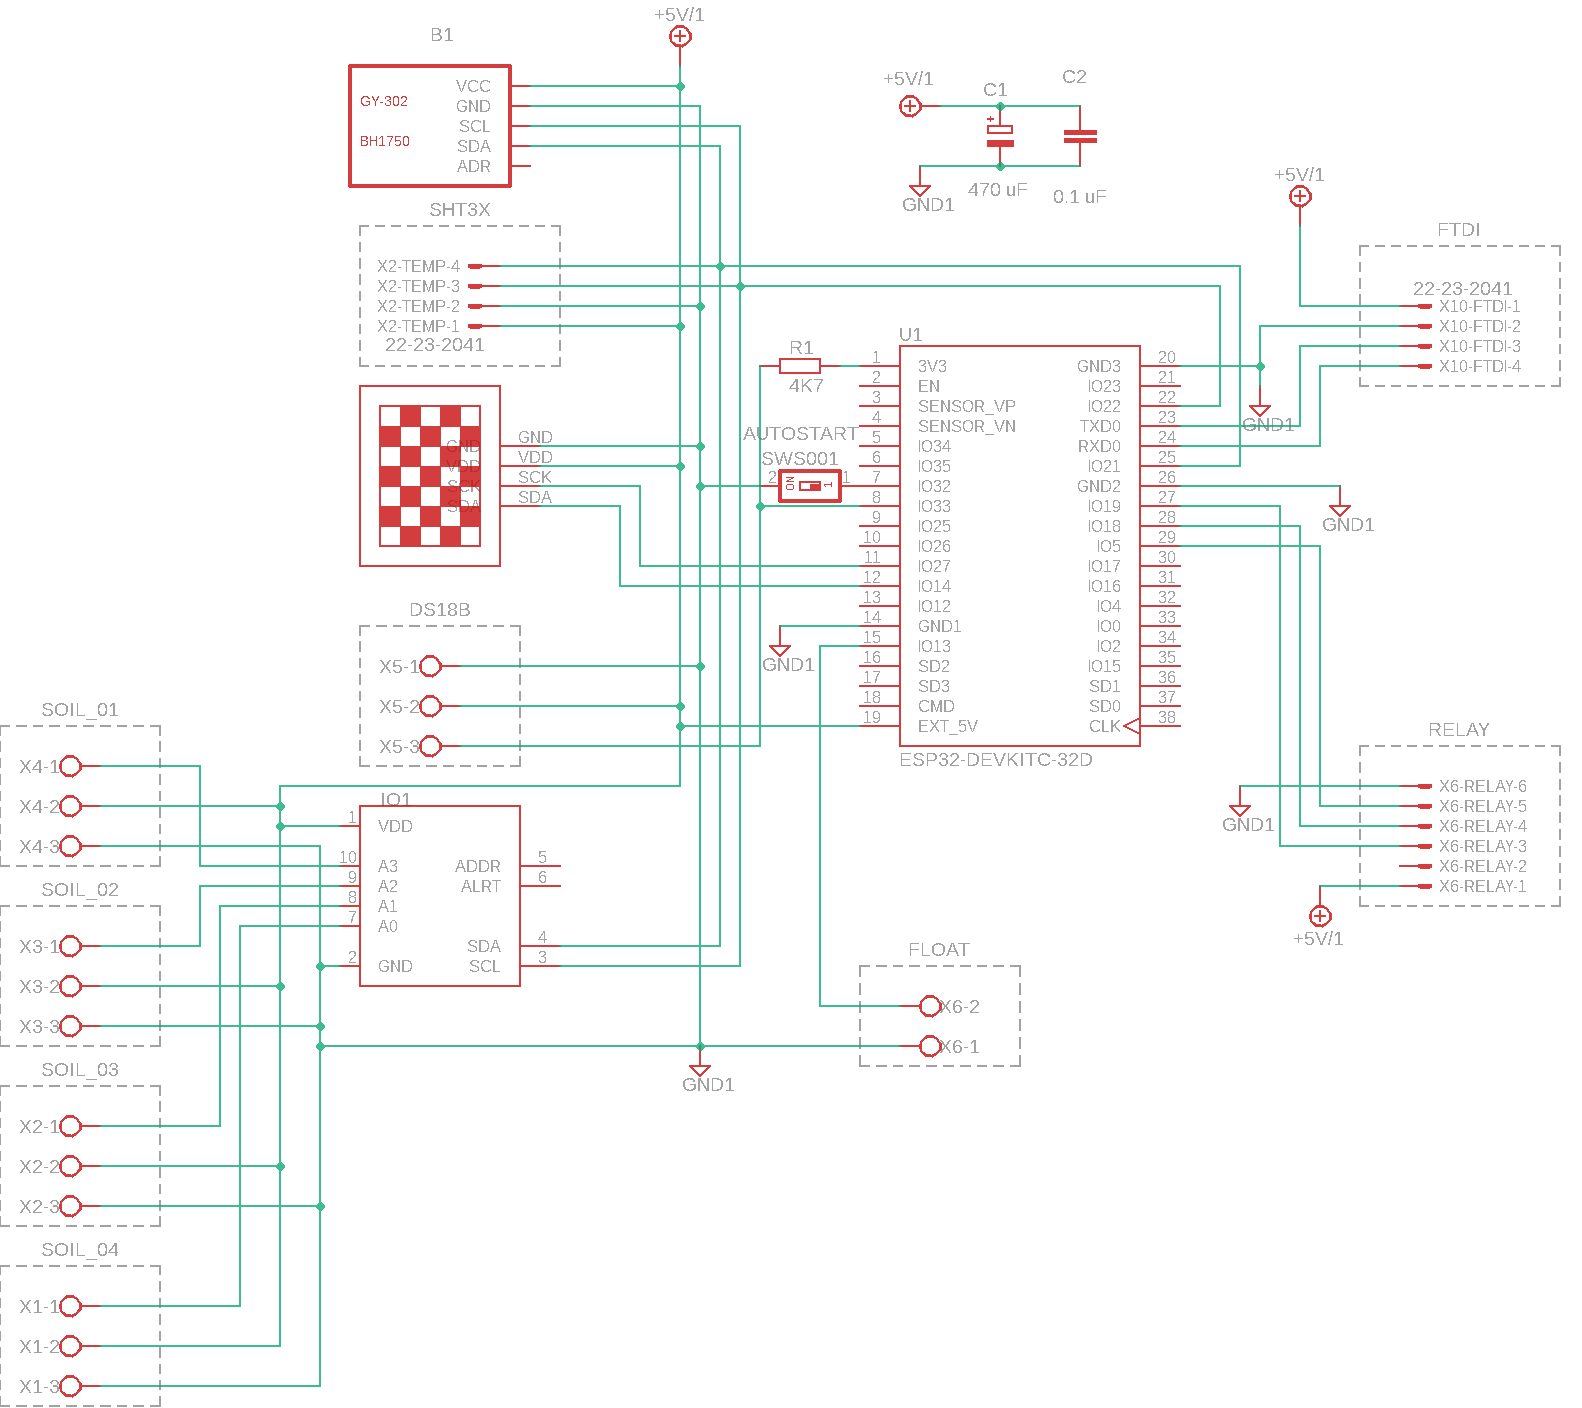 +5V/1
B1
VCC
GY-302
GND
SCL
BH1750
SDA
ADR
+5V/1
C1
C2
+
470 uF
0.1 uF
GND1
SHT3X
X2-TEMP-4
X2-TEMP-3
X2-TEMP-2
X2-TEMP-1
22-23-2041
+5V/1
FTDI
22-23-2041
X10-FTDI-1
X10-FTDI-2
X10-FTDI-3
X10-FTDI-4
GND1
R1
4K7
AUTOSTART
SWS001
2
ON
1
1
U1
1
3V3
2
EN
3
SENSOR_VP
4
SENSOR_VN
5
IO34
6
IO35
7
IO32
8
IO33
9
IO25
10
IO26
11
IO27
12
IO14
13
IO12
14
GND1
15
IO13
16
SD2
17
SD3
18
CMD
19
EXT_5V
20
GND3
21
IO23
22
IO22
23
TXD0
24
RXD0
25
IO21
26
GND2
27
IO19
28
IO18
29
IO5
30
IO17
31
IO16
32
IO4
33
IO0
34
IO2
35
IO15
36
SD1
37
SD0
38
CLK
ESP32-DEVKITC-32D
GND1
GND1
GND
GND
VDD
VDD
SCK
SCK
SDA
SDA
DS18B
X5-1
X5-2
X5-3
SOIL_01
X4-1
X4-2
X4-3
SOIL_02
X3-1
X3-2
X3-3
SOIL_03
X2-1
X2-2
X2-3
SOIL_04
X1-1
X1-2
X1-3
IO1
1
VDD
10
A3
9
A2
8
A1
7
A0
2
GND
ADDR
5
ALRT
6
SDA
4
SCL
3
GND1
FLOAT
X6-2
X6-1
RELAY
X6-RELAY-6
X6-RELAY-5
X6-RELAY-4
X6-RELAY-3
X6-RELAY-2
X6-RELAY-1
GND1
+5V/1